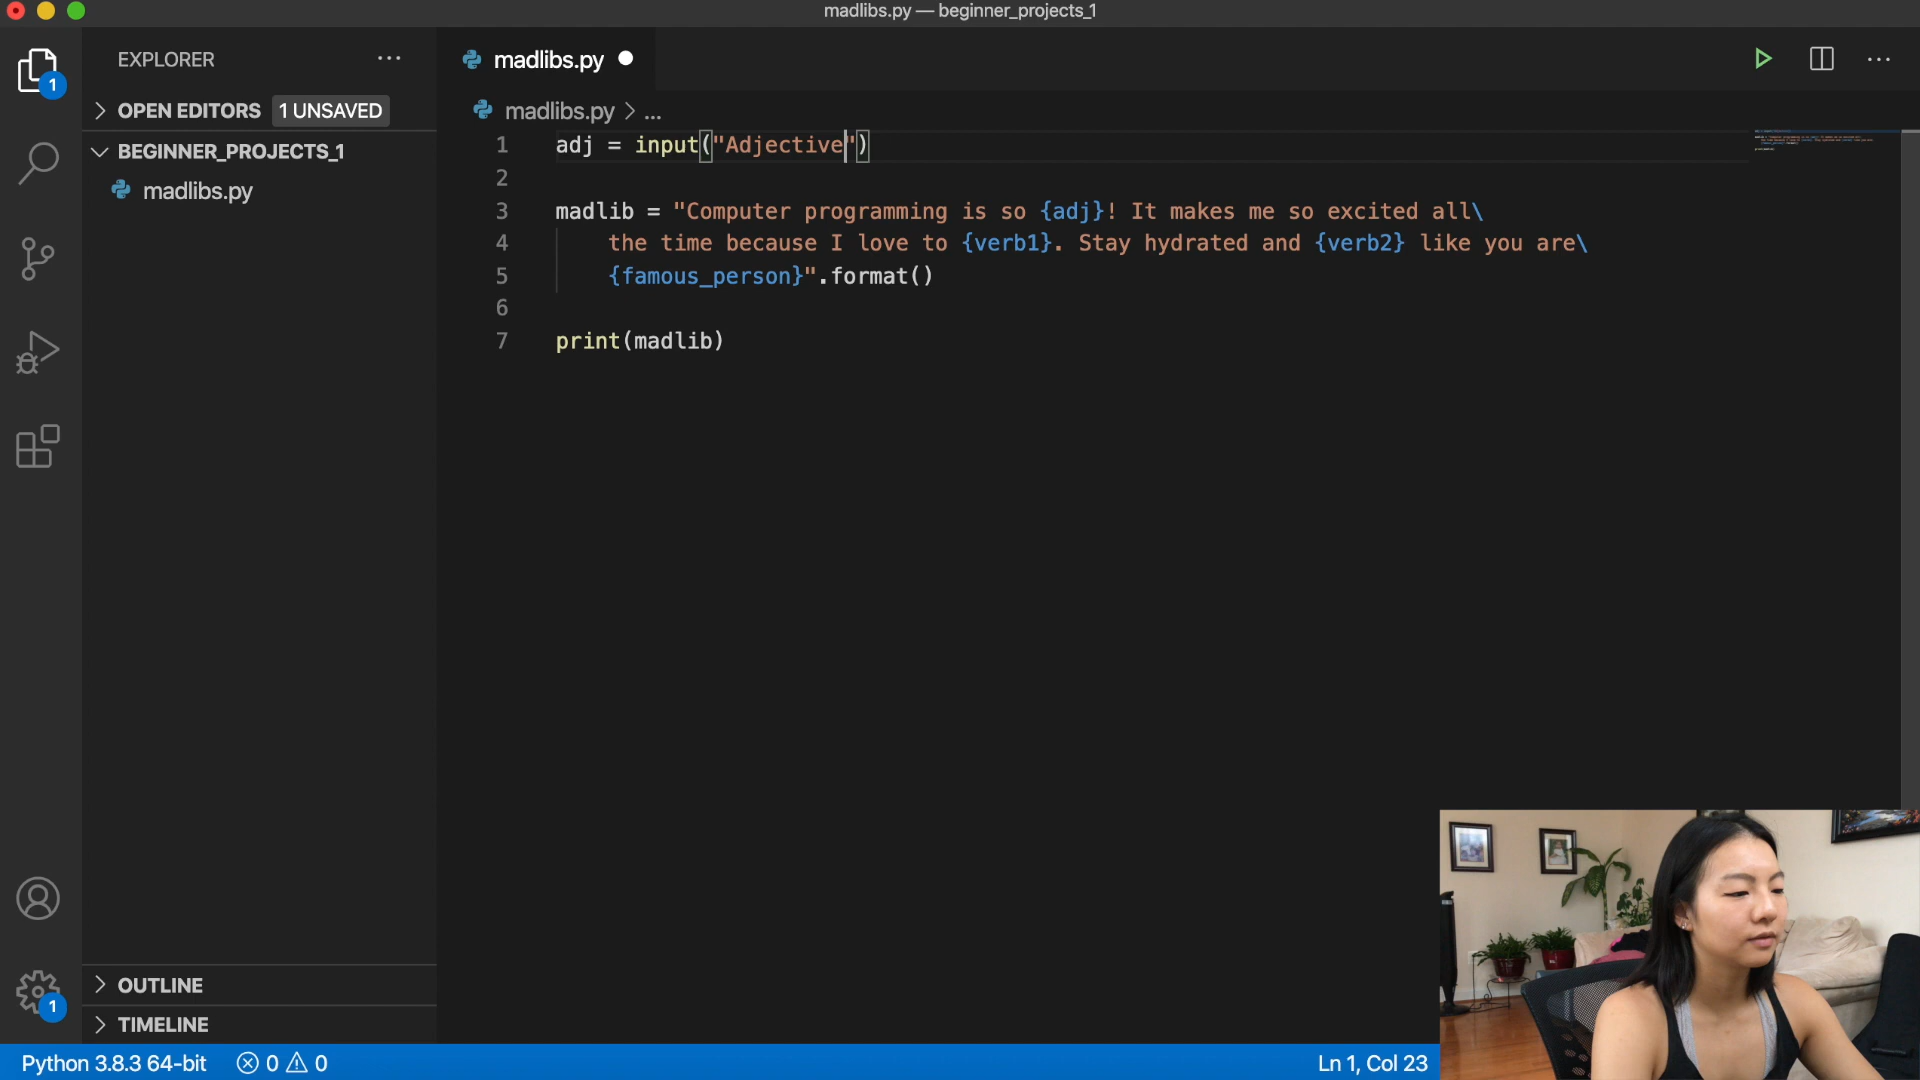 madlibs.py — beginner_projects_1
EXPLORER
madlibs.py
1
OPEN EDITORS 1 UNSAVED
madlibs.py > ...
BEGINNER_PROJECTS_1
madlibs.py
1 adj = input("Adjective")
2
3 madlib = "Computer programming is so {adj}! It makes me so excited all\
4 the time because I love to {verb1}. Stay hydrated and {verb2} like you are\
5 {famous_person}".format()
6
7 print(madlib)
OUTLINE
1
TIMELINE
Python 3.8.3 64-bit 0 0 Ln 1, Col 23